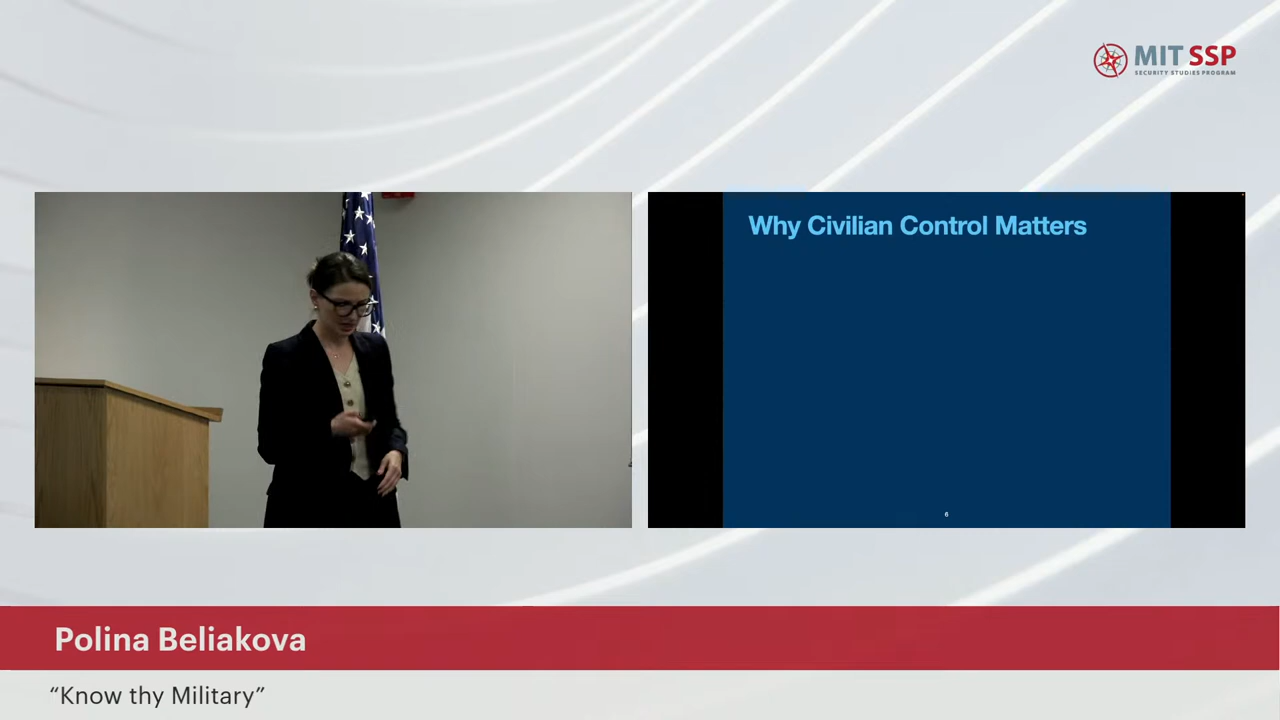 MIT SSP
SECURITY STUDIES PROGRAM
Why Civilian Control Matters
6
Polina Beliakova
“Know thy Military”